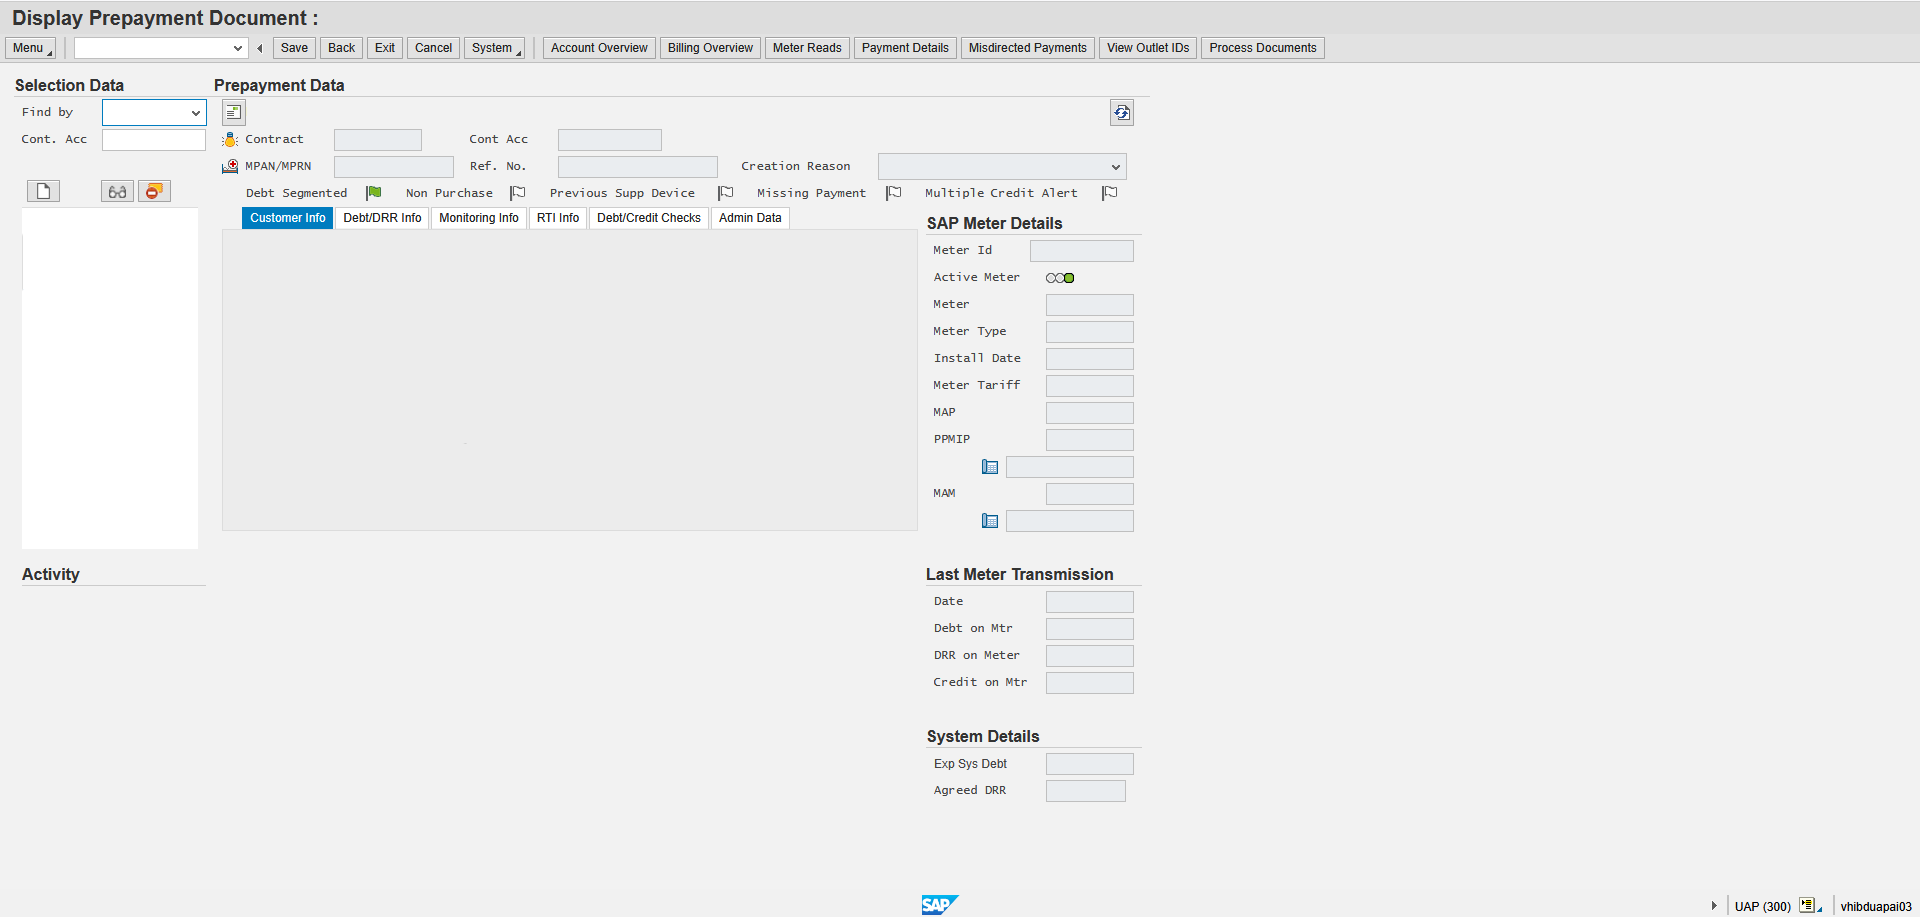 Display Prepayment Document :
Menu Save Back Exit Cancel System Account Overview Billing Overview Meter Reads Payment Details Misdirected Payments View Outlet IDs Process Documents
Selection Data
Find by
Cont. Acc
Prepayment Data
Contract Cont Acc
MPAN/MPRN Ref. No. Creation Reason
Debt Segmented Non Purchase Previous Supp Device Missing Payment Multiple Credit Alert
Customer Info Debt/DRR Info Monitoring Info RTI Info Debt/Credit Checks Admin Data
SAP Meter Details
Meter Id
Active Meter
Meter
Meter Type
Install Date
Meter Tariff
MAP
PPMIP
MAM
Activity
Last Meter Transmission
Date
Debt on Mtr
DRR on Meter
Credit on Mtr
System Details
Exp Sys Debt
Agreed DRR
SAP
UAP (300) vhibduapai03